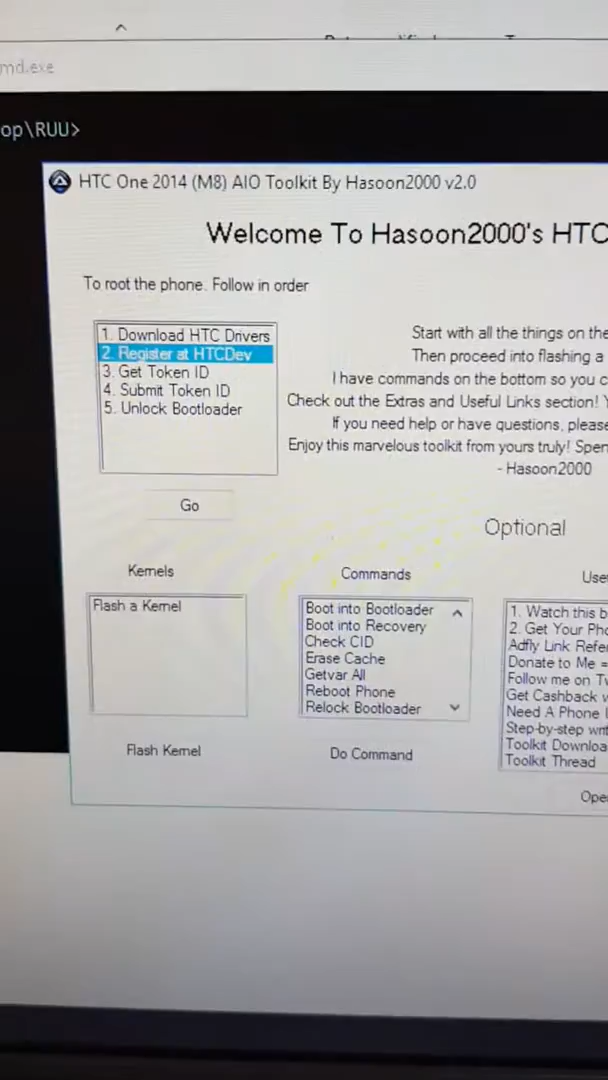 md.exe
op\RUU>
HTC One 2014 (M8) AIO Toolkit By Hasoon2000 v2.0
Welcome To Hasoon2000's HTC
To root the phone. Follow in order
1. Download HTC Drivers
2. Register at HTCDev
3. Get Token ID
4. Submit Token ID
5. Unlock Bootloader
Go
Start with all the things on the
Then proceed into flashing a
I have commands on the bottom so you c
Check out the Extras and Useful Links section! Y
If you need help or have questions, please
Enjoy this marvelous toolkit from yours truly! Spen
- Hasoon2000
Optional
Kernels
Flash a Kernel
Flash Kernel
Commands
Boot into Bootloader
Boot into Recovery
Check CID
Erase Cache
Getvar All
Reboot Phone
Relock Bootloader
Do Command
Use
1. Watch this b
2. Get Your Pho
Adfly Link Refe
Donate to Me =
Follow me on Tw
Get Cashback w
Need A Phone
Step-by-step writ
Toolkit Downloa
Toolkit Thread
Ope